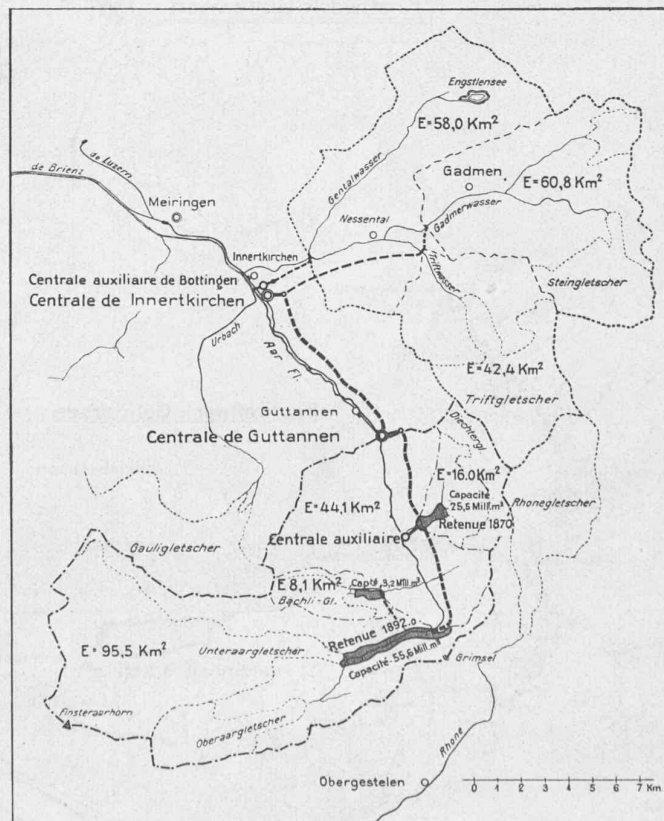 Engstlensee
E=58,0 Km²
de Luzern
de Brienz
Gentalwasser
Gadmen
E=60,8 Km²
Meiringen
Nessental
Gadmerwasser
Innertkirchen
Triftwasser
Steingletscher
Centrale auxiliaire de Bottingen
Centrale de Innertkirchen
Urbach
Aar Fl.
E=42,4 Km²
Triftgletscher
Guttannen
Centrale de Guttannen
Diechtergl.
E=16.0 Km²
Capacité
25,5 Mill.m³
Rhonegletscher
E=44,1 Km²
Retenue 1870
Centrale auxiliaire
Gauligletscher
E 8,1 Km²
Capté 3,2 Mill.m³
Bächli-Gl.
E= 95,5 Km²
Retenue 1892.o
Unteraargletscher
Capacité 55,6 Mill.m³
Grimsel
Finsteraarhorn
Oberaargletscher
Rhone
Obergestelen
0 1 2 3 4 5 6 7 Km